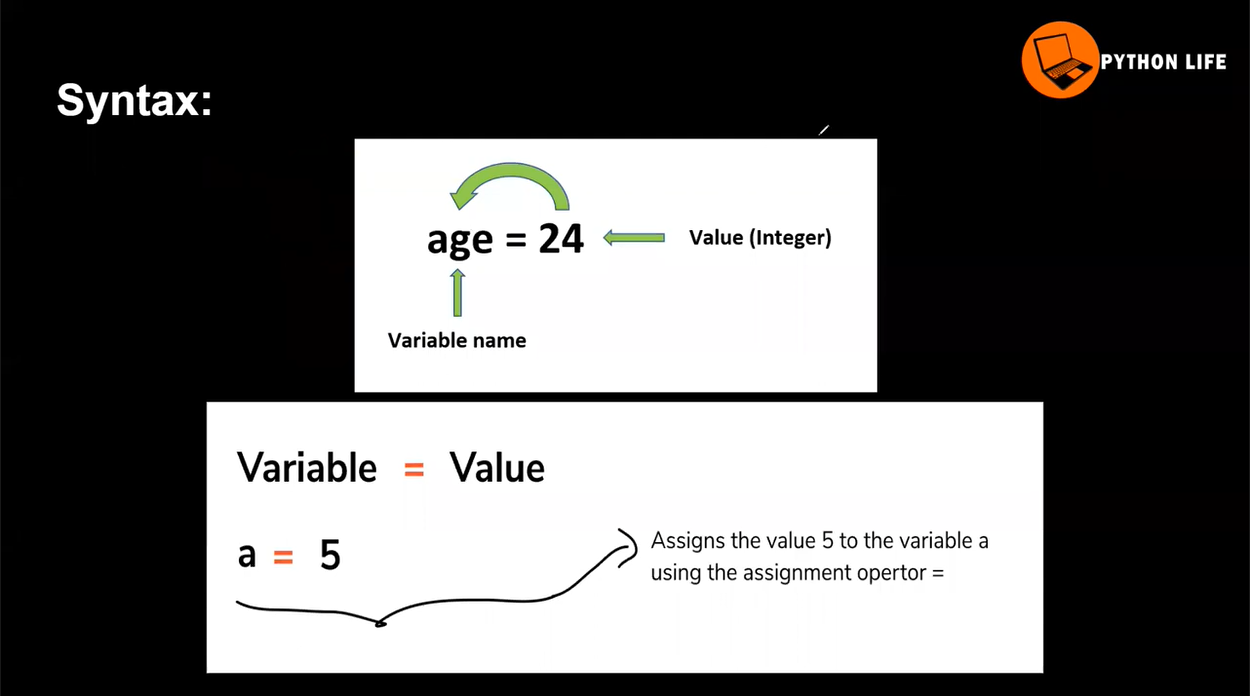 PYTHON LIFE
Syntax:
age = 24
Value (Integer)
Variable name
Variable = Value
a = 5
Assigns the value 5 to the variable a
using the assignment opertor =